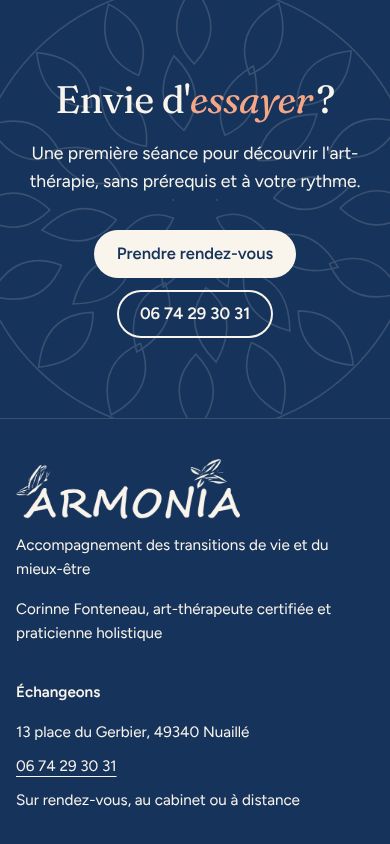 Envie d'essayer ?
Une première séance pour découvrir l'art-
thérapie, sans prérequis et à votre rythme.
Prendre rendez-vous
06 74 29 30 31
ARMONIA
Accompagnement des transitions de vie et du
mieux-être
Corinne Fonteneau, art-thérapeute certifiée et
praticienne holistique
Échangeons
13 place du Gerbier, 49340 Nuaillé
06 74 29 30 31
Sur rendez-vous, au cabinet ou à distance